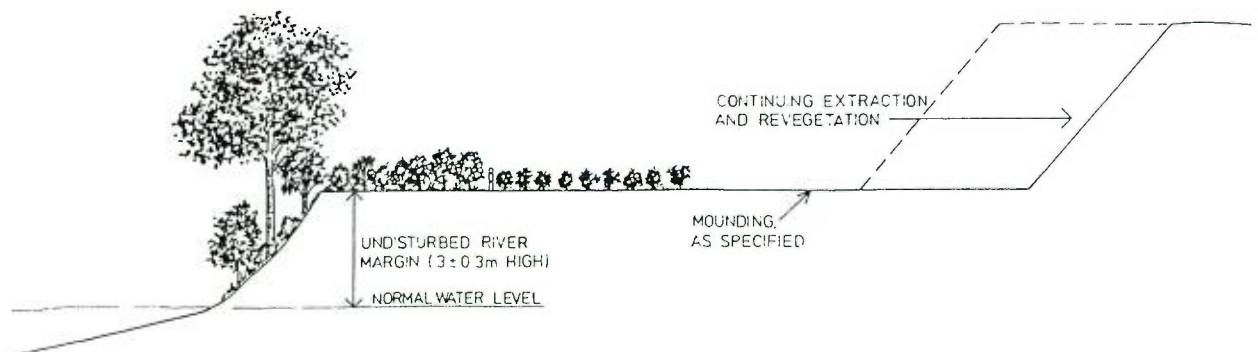 CONTINUING EXTRACTION
AND REVEGETATION
MOUNDING,
AS SPECIFIED
UNDISTURBED RIVER
MARGIN (3 ± 0.3m HIGH)
NORMAL WATER LEVEL